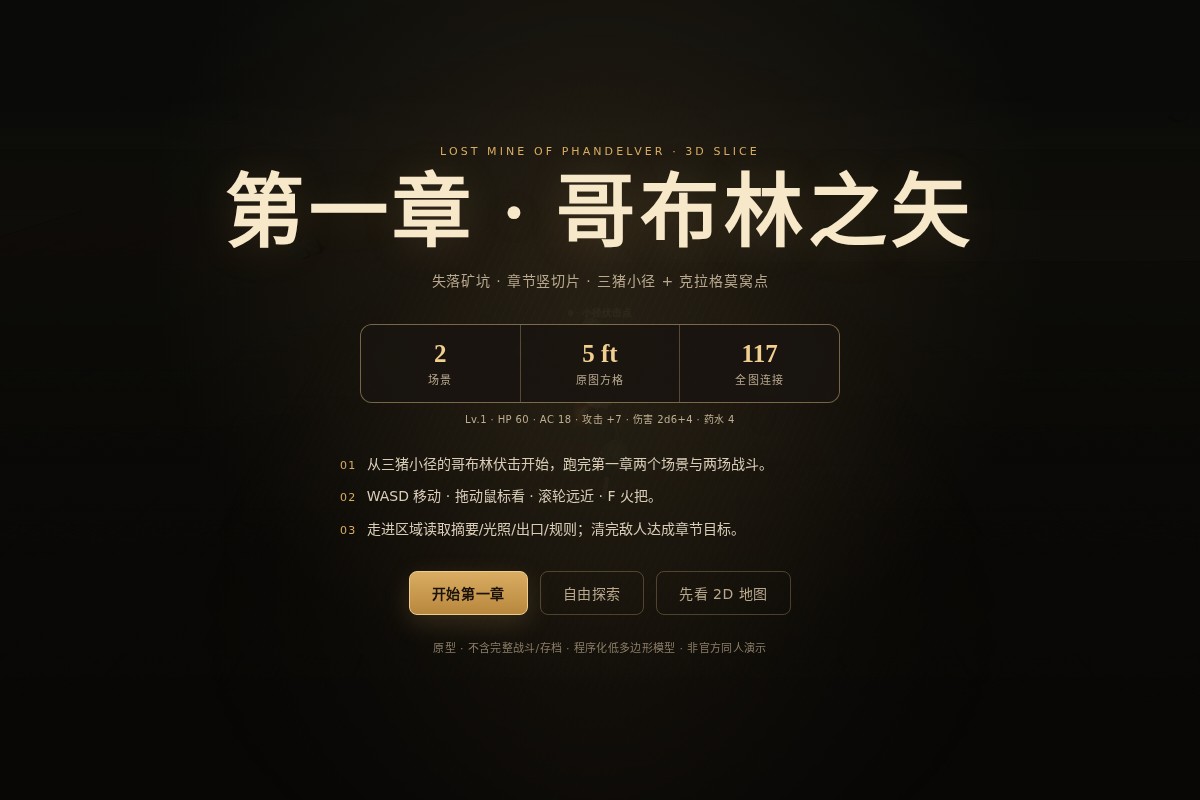 LOST MINE OF PHANDELVER · 3D SLICE
第一章 · 哥布林之矢
失落矿坑 · 章节竖切片 · 三猪小径 + 克拉格莫窝点
2
5 ft
117
场景
原图方格
全图连接
Lv.1 · HP 60 · AC 18 · 攻击 +7 · 伤害 2d6+4 · 药水 4
01 从三猪小径的哥布林伏击开始，跑完第一章两个场景与两场战斗。
02 WASD 移动 · 拖动鼠标看 · 滚轮远近 · F 火把。
03 走进区域读取摘要/光照/出口/规则；清完敌人达成章节目标。
开始第一章
自由探索
先看 2D 地图
原型 · 不含完整战斗/存档 · 程序化低多边形模型 · 非官方同人演示